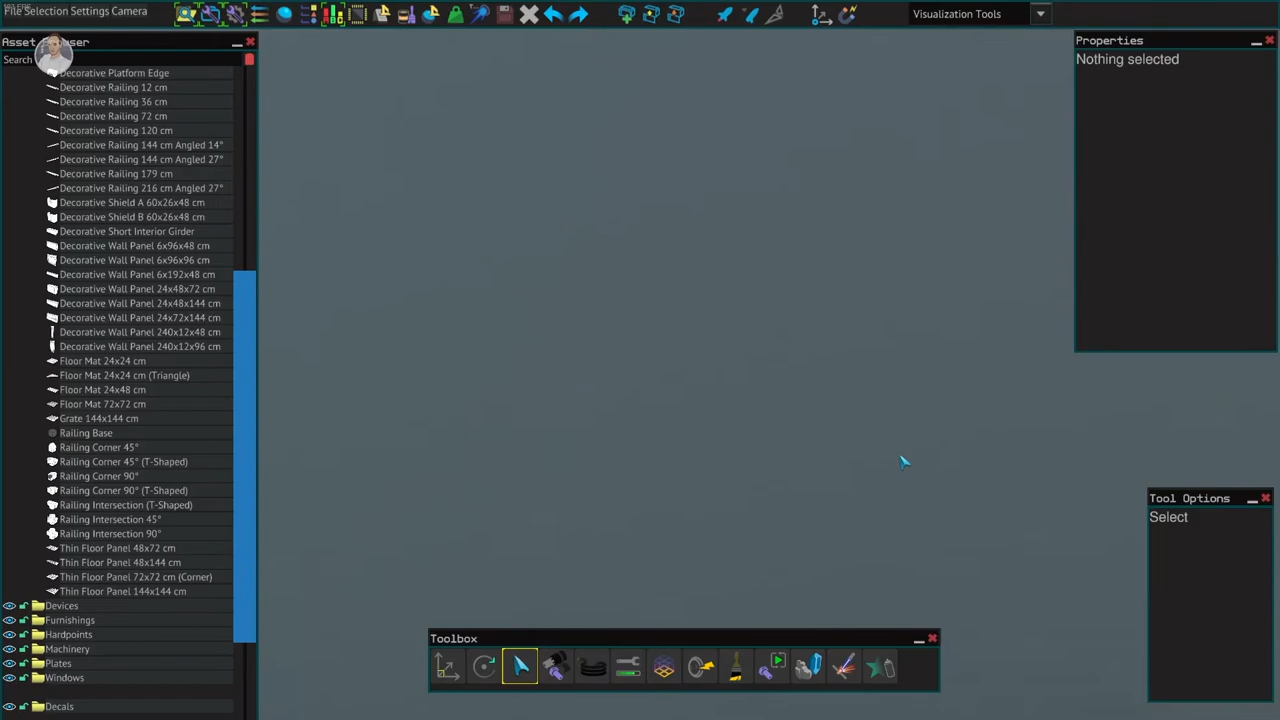 File Selection Settings Camera
Visualization Tools
Asset
Search
Decorative Platform Edge
Decorative Railing 12 cm
Decorative Railing 36 cm
Decorative Railing 72 cm
Decorative Railing 120 cm
Decorative Railing 144 cm Angled 14°
Decorative Railing 144 cm Angled 27°
Decorative Railing 179 cm
Decorative Railing 216 cm Angled 27°
Decorative Shield A 60x26x48 cm
Decorative Shield B 60x26x48 cm
Decorative Short Interior Girder
Decorative Wall Panel 6x96x48 cm
Decorative Wall Panel 6x96x96 cm
Decorative Wall Panel 6x192x48 cm
Decorative Wall Panel 24x48x72 cm
Decorative Wall Panel 24x48x144 cm
Decorative Wall Panel 24x72x144 cm
Decorative Wall Panel 240x12x48 cm
Decorative Wall Panel 240x12x96 cm
Floor Mat 24x24 cm
Floor Mat 24x24 cm (Triangle)
Floor Mat 24x48 cm
Floor Mat 72x72 cm
Grate 144x144 cm
Railing Base
Railing Corner 45°
Railing Corner 45° (T-Shaped)
Railing Corner 90°
Railing Corner 90° (T-Shaped)
Railing Intersection (T-Shaped)
Railing Intersection 45°
Railing Intersection 90°
Thin Floor Panel 48x72 cm
Thin Floor Panel 48x144 cm
Thin Floor Panel 72x72 cm (Corner)
Thin Floor Panel 144x144 cm
Devices
Furnishings
Hardpoints
Machinery
Plates
Windows
Decals
Properties
Nothing selected
Tool Options
Select
Toolbox